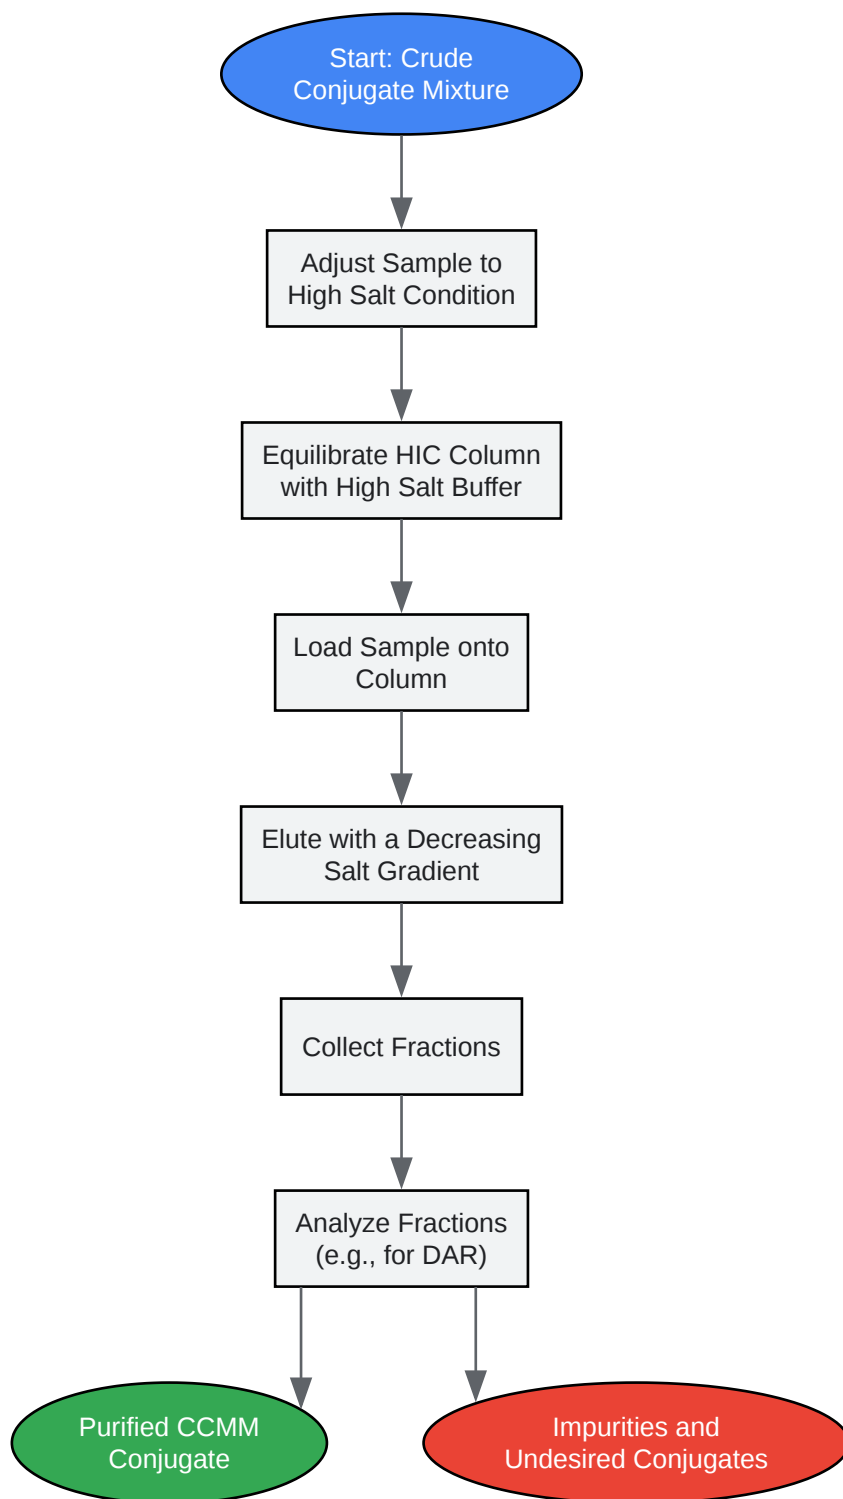 Start: Crude
Conjugate Mixture
Adjust Sample to
High Salt Condition
Equilibrate HIC Column
with High Salt Buffer
Load Sample onto
Column
Elute with a Decreasing
Salt Gradient
Collect Fractions
Analyze Fractions
(e.g., for DAR)
Purified CCMM
Conjugate
Impurities and
Undesired Conjugates